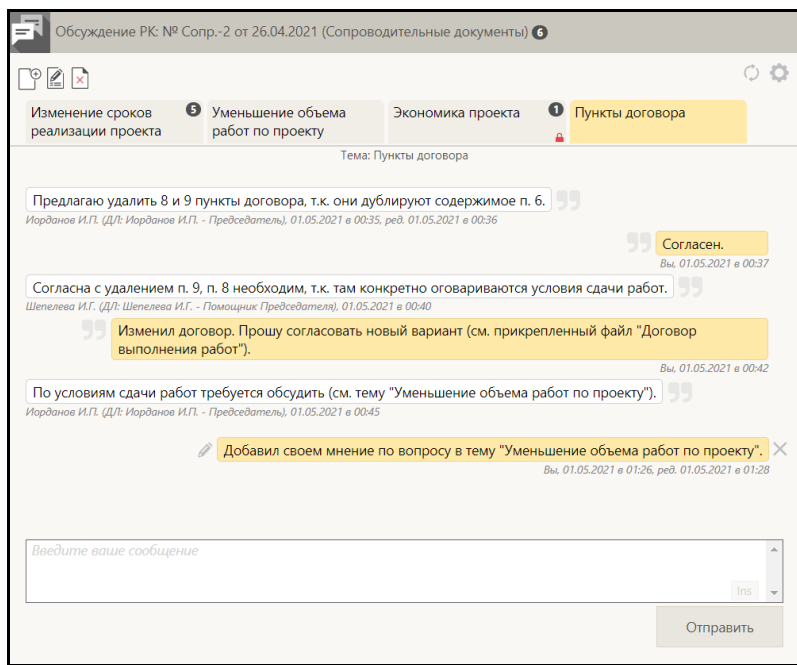 Обсуждение РК: № Сопр.-2 от 26.04.2021 (Сопроводительные документы) 6
Изменение сроков
реализации проекта
5
Уменьшение объема
работ по проекту
Экономика проекта
1
Пункты договора
Тема: Пункты договора
Предлагаю удалить 8 и 9 пункты договора, т.к. они дублируют содержимое п. 6.
Иорданов И.П. (ДЛ: Иорданов И.П. - Председатель), 01.05.2021 в 00:35, ред. 01.05.2021 в 00:36
Согласен.
Вы, 01.05.2021 в 00:37
Согласна с удалением п. 9, п. 8 необходим, т.к. там конкретно оговариваются условия сдачи работ.
Шепелева И.Г. (ДЛ: Шепелева И.Г. - Помощник Председателя), 01.05.2021 в 00:40
Изменил договор. Прошу согласовать новый вариант (см. прикрепленный файл "Договор
выполнения работ").
Вы, 01.05.2021 в 00:42
По условиям сдачи работ требуется обсудить (см. тему "Уменьшение объема работ по проекту").
Иорданов И.П. (ДЛ: Иорданов И.П. - Председатель), 01.05.2021 в 00:45
Добавил своем мнение по вопросу в тему "Уменьшение объема работ по проекту".
Вы, 01.05.2021 в 01:26, ред. 01.05.2021 в 01:28
Введите ваше сообщение
Ins
Отправить